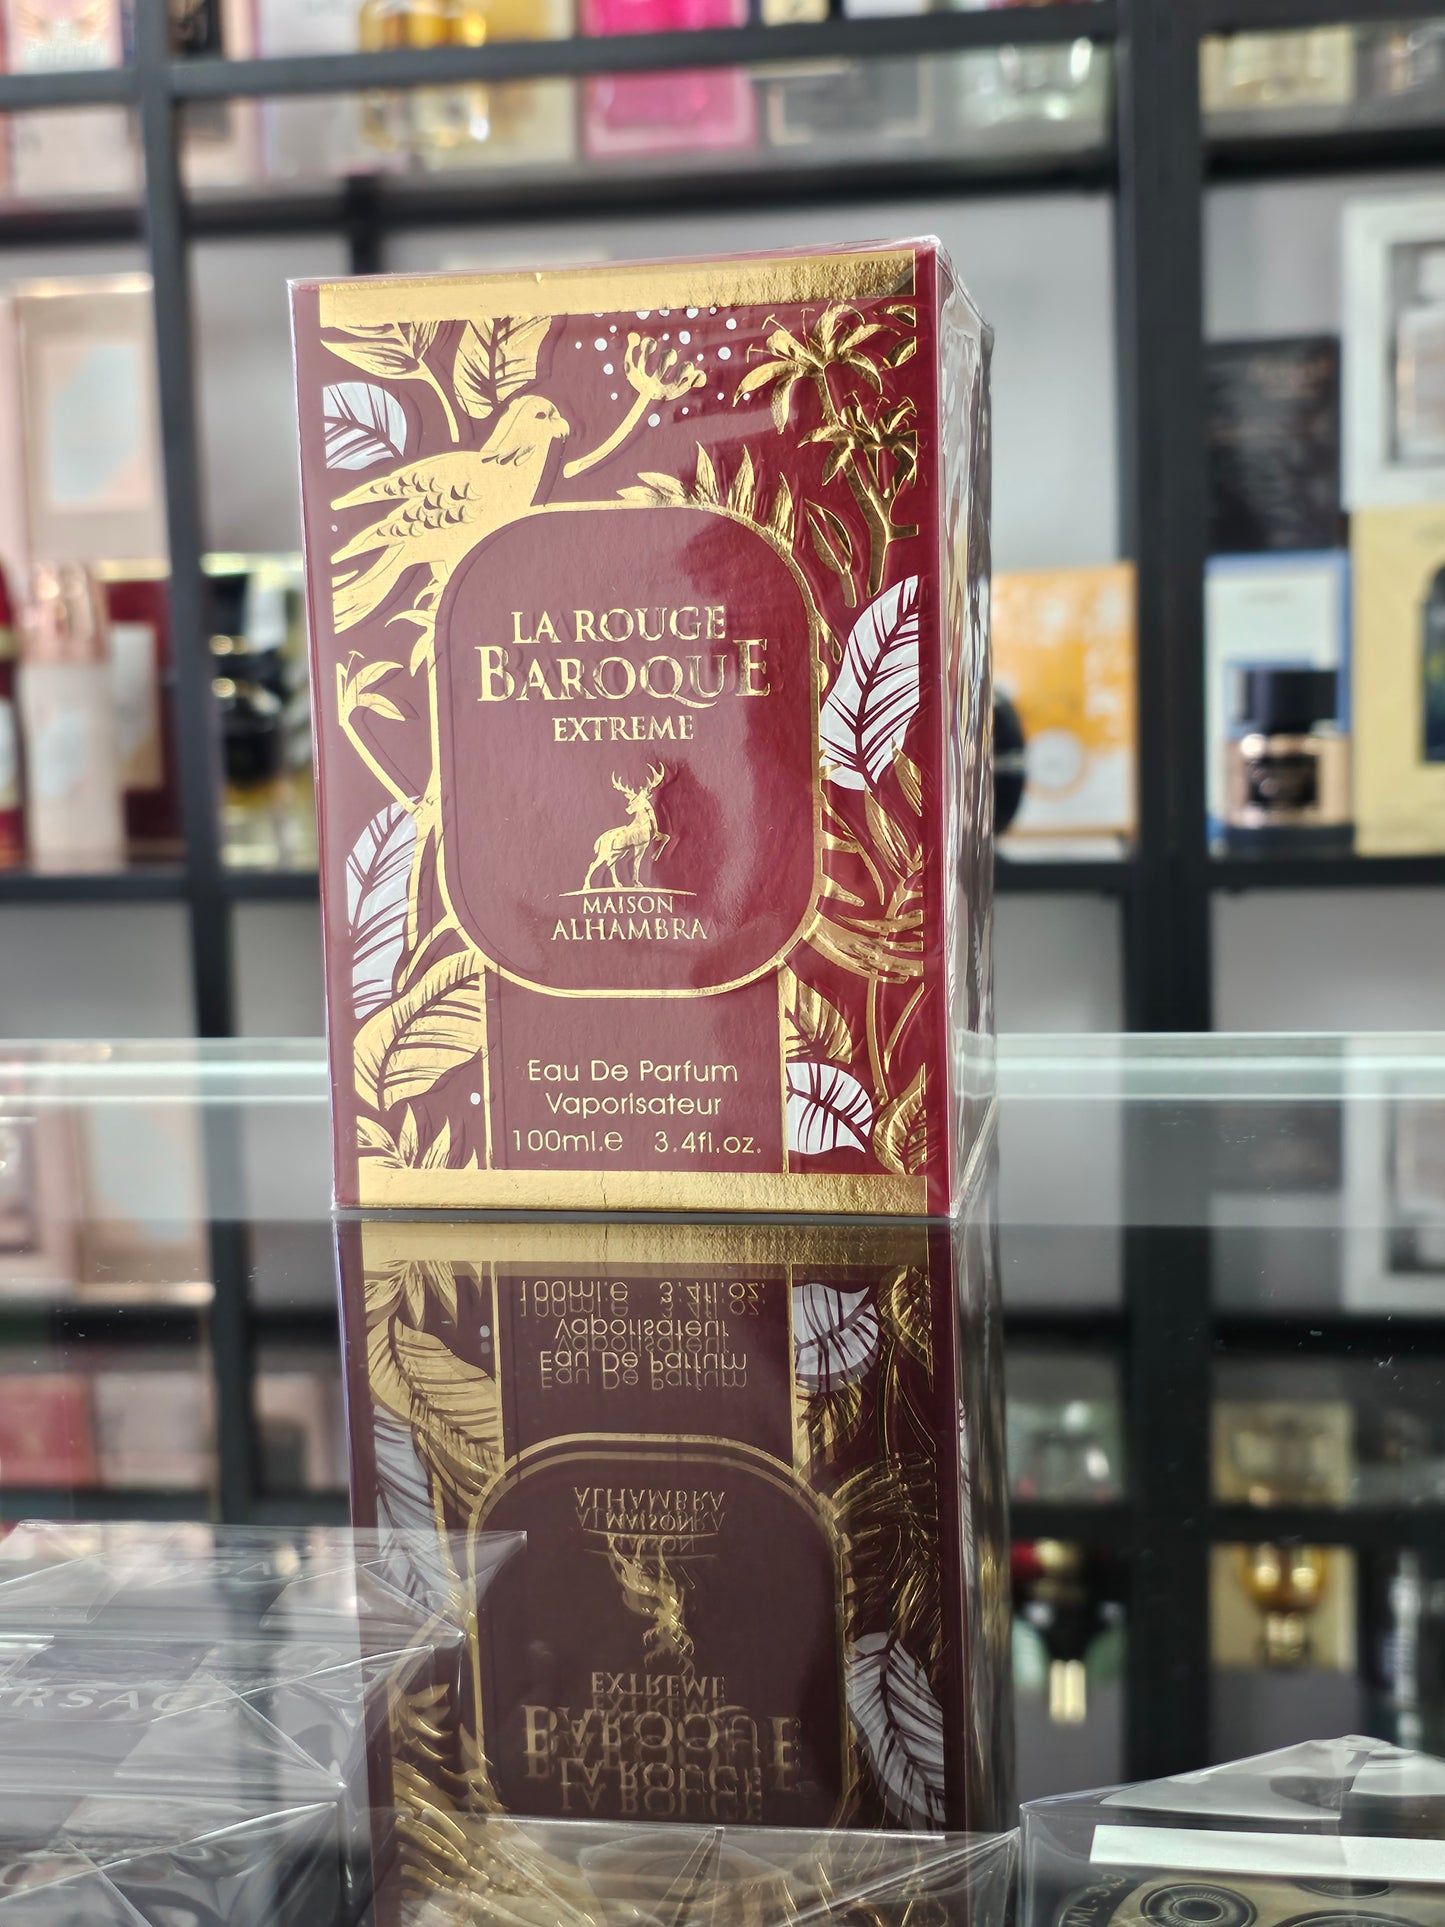 LA ROUGE
BAROQUE
EXTREME
MAISON
ALHAMBRA
Eau De Parfum
Vaporisateur
100ml.e 3.4fl.oz.